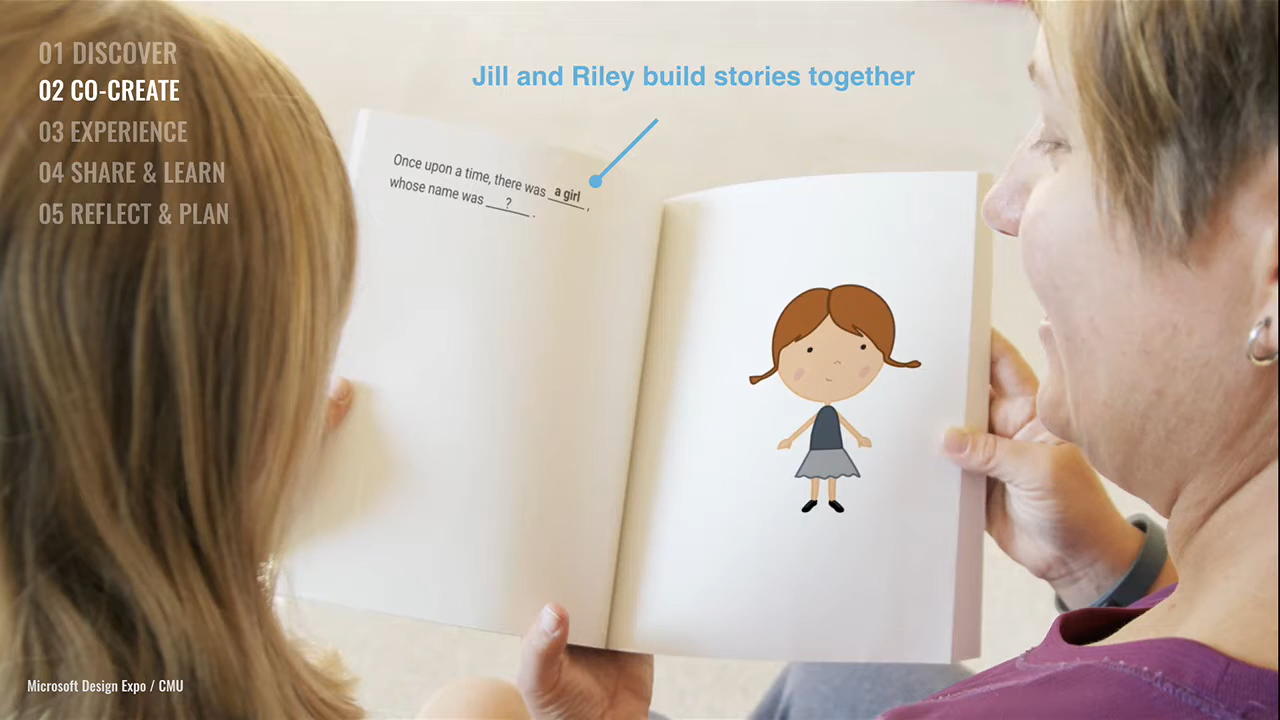 01 DISCOVER
02 CO-CREATE
03 EXPERIENCE
04 SHARE & LEARN
05 REFLECT & PLAN
Jill and Riley build stories together
Once upon a time, there was a girl,
whose name was ?.
Microsoft Design Expo / CMU